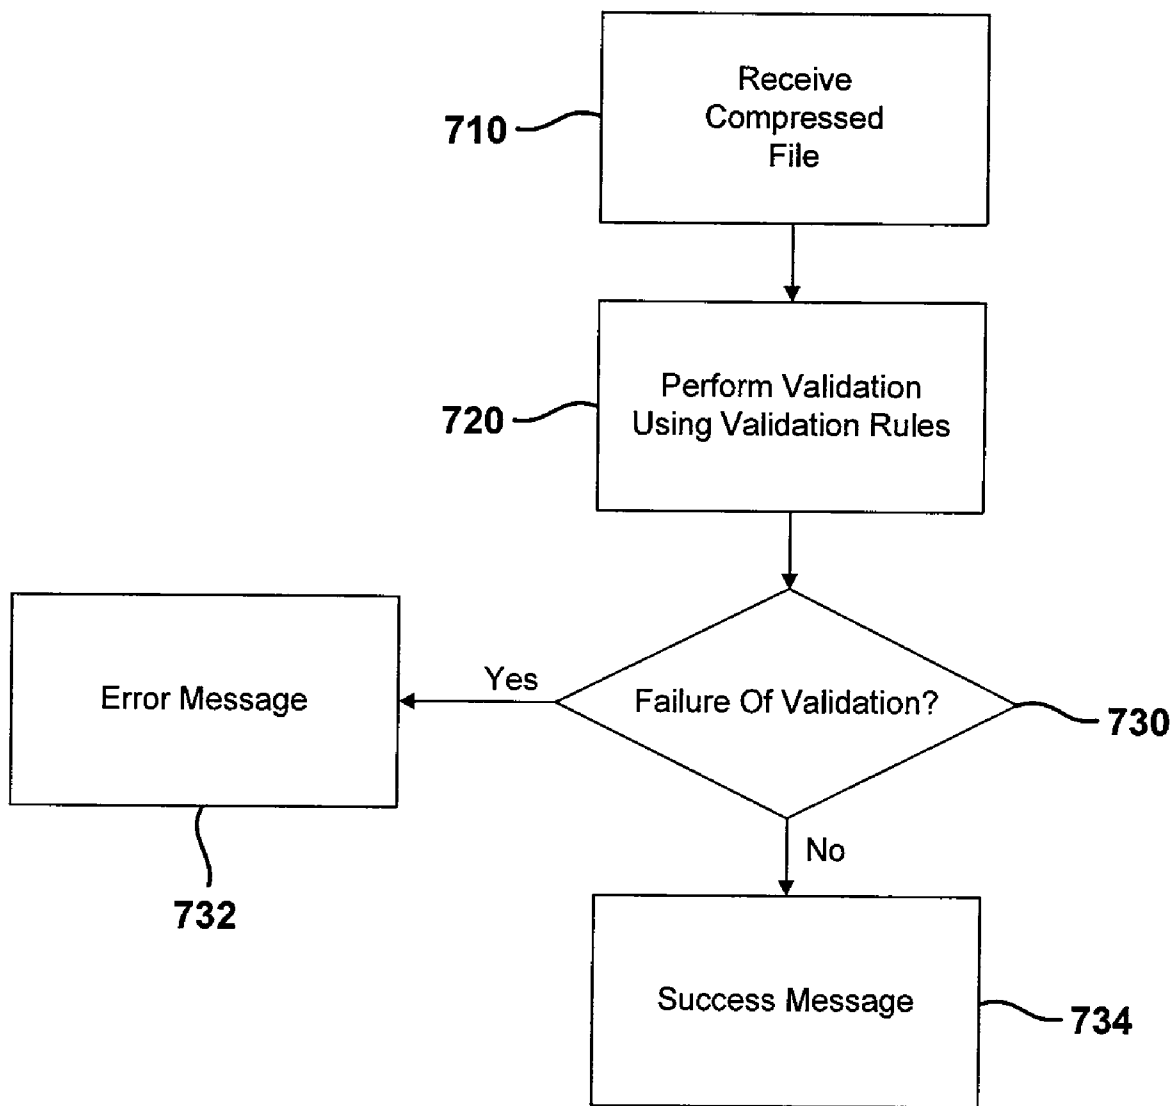 Receive
Compressed
File
710
Perform Validation
Using Validation Rules
720
Failure Of Validation?
730
Yes
Error Message
732
No
Success Message
734